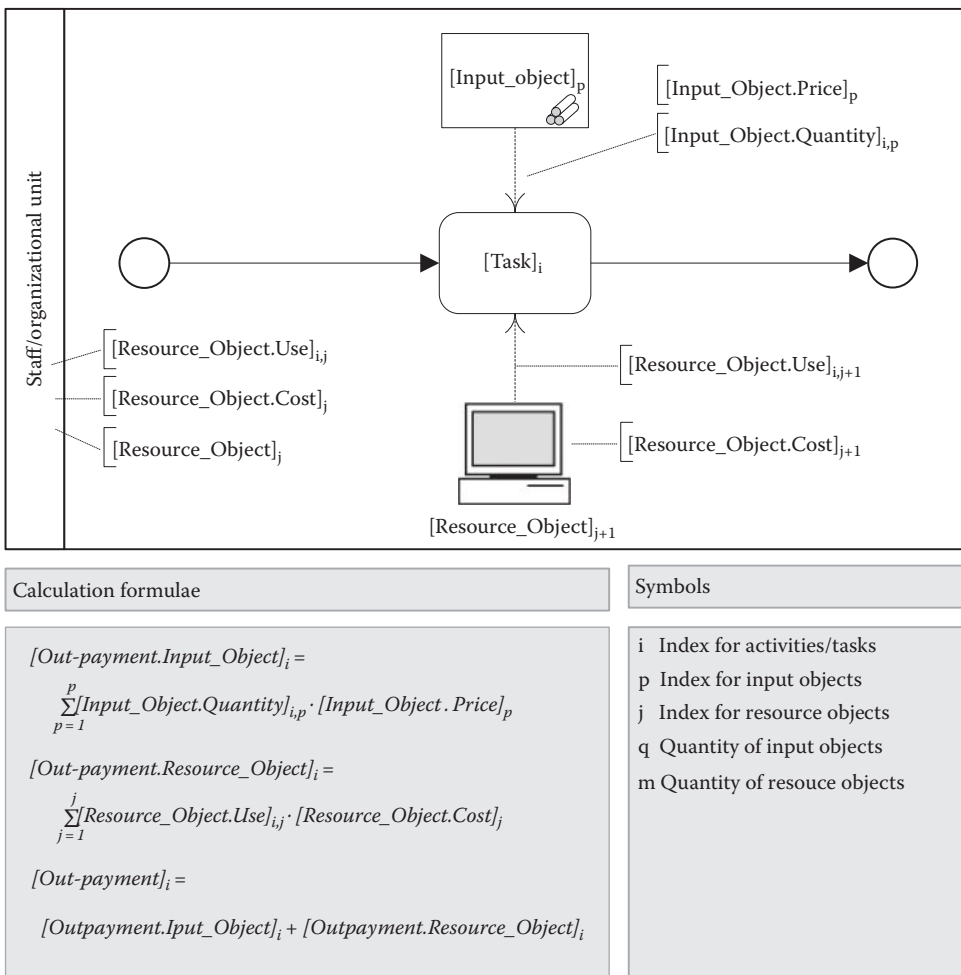 Staff/organizational unit
[Input_object]p
[Input_Object.Price]p
[Input_Object.Quantity]i,p
[Task]i
[Resource_Object.Use]i,j
[Resource_Object.Cost]j
[Resource_Object]j
[Resource_Object.Use]i,j+1
[Resource_Object.Cost]j+1
[Resource_Object]j+1
Calculation formulae
[Out-payment.Input_Object]i =
p
∑[Input_Object.Quantity]i,p · [Input_Object . Price]p
p = 1
[Out-payment.Resource_Object]i =
j
∑[Resource_Object.Use]i,j · [Resource_Object.Cost]j
j = 1
[Out-payment]i =
[Outpayment.Iput_Object]i + [Outpayment.Resource_Object]i
Symbols
i Index for activities/tasks
p Index for input objects
j Index for resource objects
q Quantity of input objects
m Quantity of resouce objects